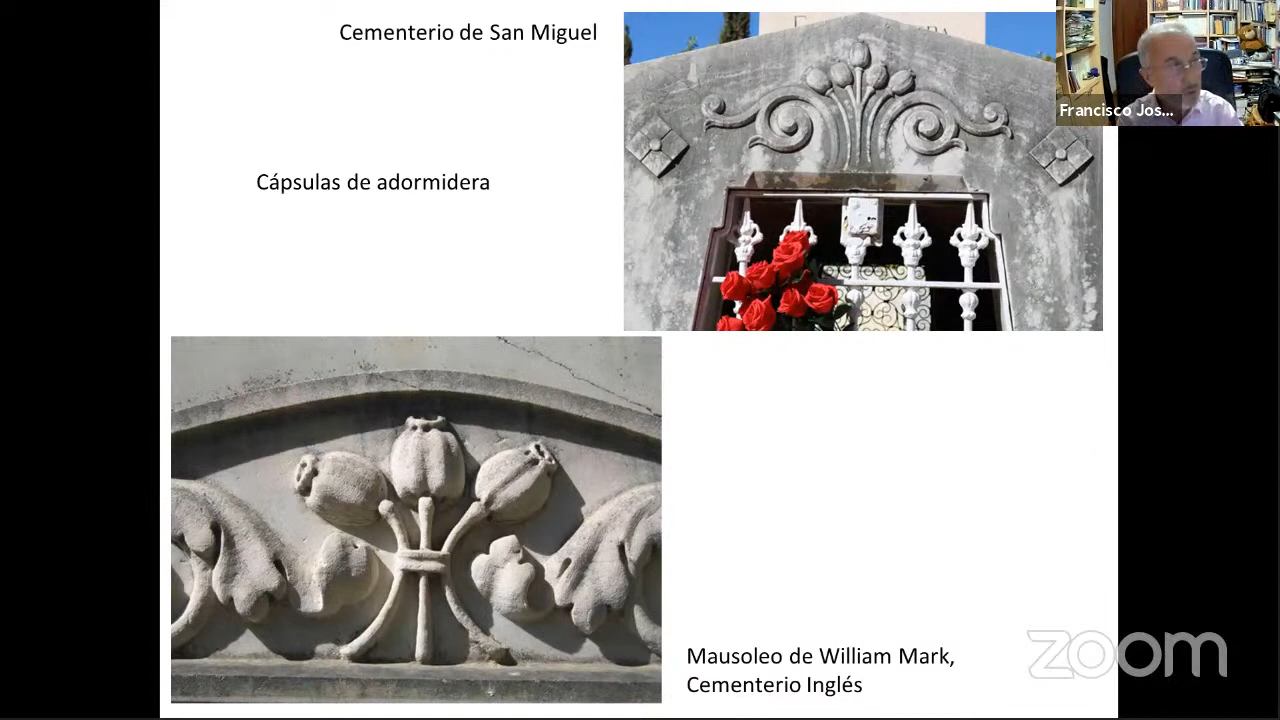 Cementerio de San Miguel
Francisco Jos...
Cápsulas de adormidera
Mausoleo de William Mark,
Cementerio Inglés
zoom